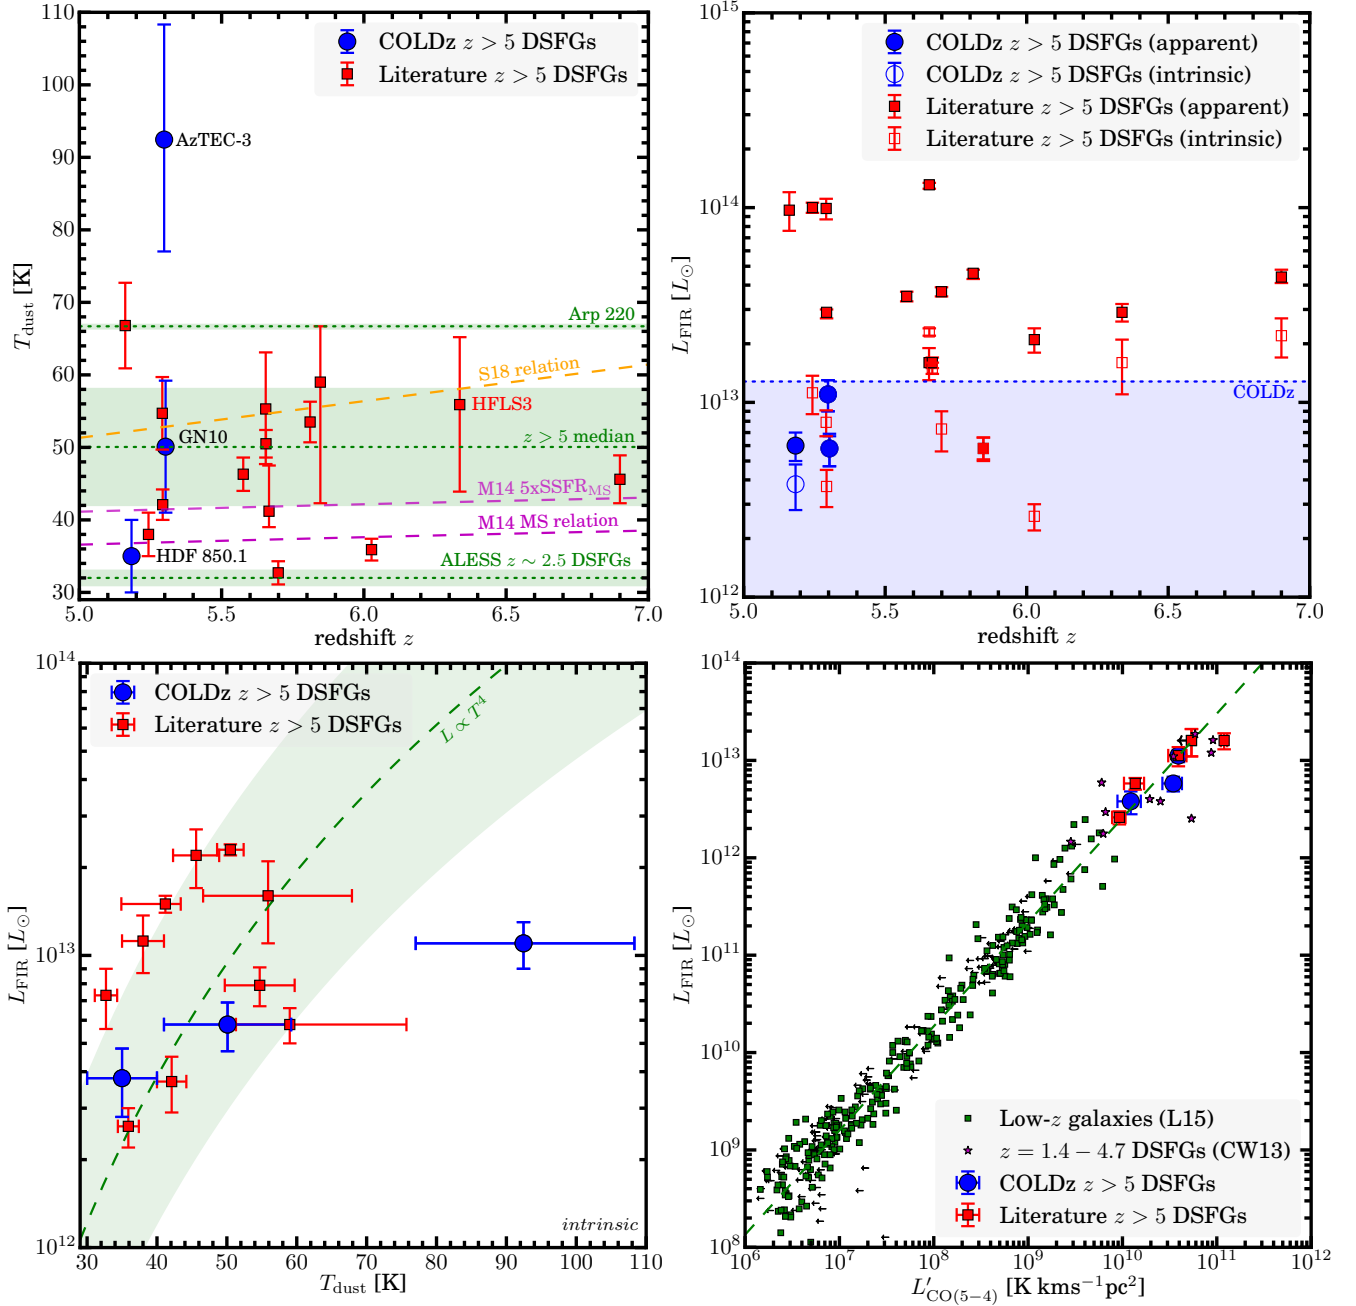 110
100
90
80
70
60
50
40
30
5.0
5.5
6.0
6.5
7.0
redshift z
T_dust [K]
COLDz z > 5 DSFGs
Literature z > 5 DSFGs
AzTEC-3
Arp 220
S18 relation
HFLS3
GN10
z > 5 median
M14 5xSSFR_MS
M14 MS relation
HDF 850.1
ALESS z ∼ 2.5 DSFGs
10^15
10^14
10^13
10^12
5.0
5.5
6.0
6.5
7.0
redshift z
L_FIR [L_⊙]
COLDz z > 5 DSFGs (apparent)
COLDz z > 5 DSFGs (intrinsic)
Literature z > 5 DSFGs (apparent)
Literature z > 5 DSFGs (intrinsic)
COLDz
10^14
10^13
10^12
30
40
50
60
70
80
90
100
110
T_dust [K]
L_FIR [L_⊙]
COLDz z > 5 DSFGs
Literature z > 5 DSFGs
L ∝ T^4
intrinsic
10^14
10^13
10^12
10^11
10^10
10^9
10^8
10^6
10^7
10^8
10^9
10^10
10^11
10^12
L′_CO(5−4) [K kms^−1 pc^2]
L_FIR [L_⊙]
Low-z galaxies (L15)
z = 1.4 − 4.7 DSFGs (CW13)
COLDz z > 5 DSFGs
Literature z > 5 DSFGs